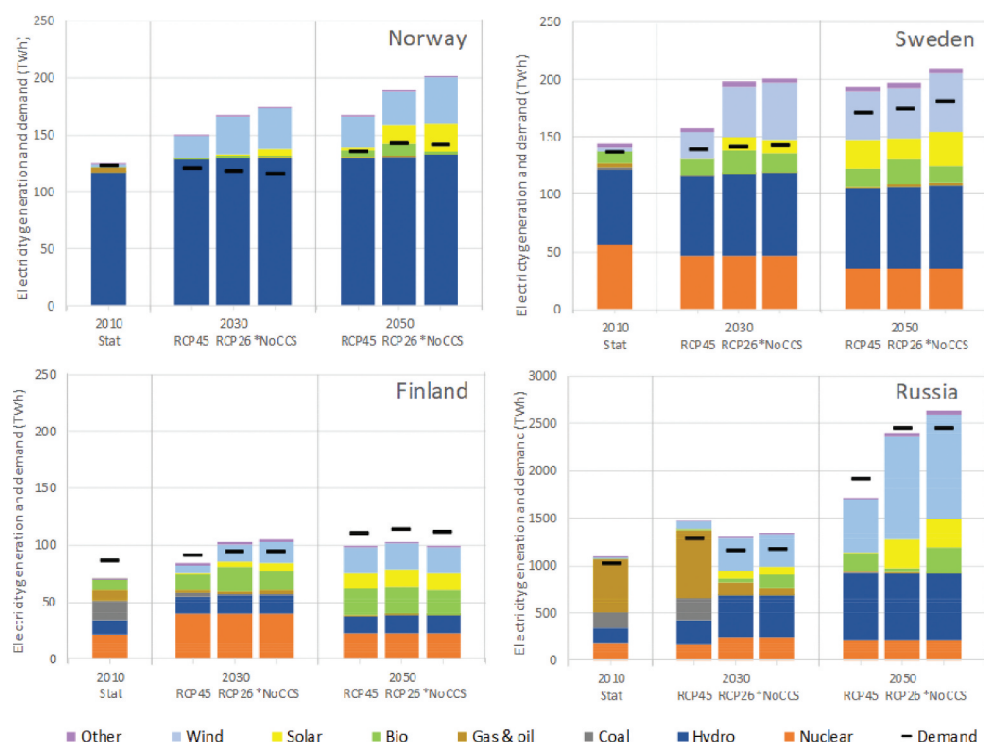 Norway
Electricty generation and demand (TWh)
250
200
150
100
50
0
2010 2030 2050
Stat RCP45 RCP26 *NoCCS RCP45 RCP26 *NoCCS
Sweden
Electricty generation and demand (TWh)
250
200
150
100
50
0
2010 2030 2050
Stat RCP45 RCP26*NoCCS RCP45 RCP26 *NoCCS
Finland
Electricity generation and demand (TWh)
250
200
150
100
50
0
2010 2030 2050
Stat RCP45 RCP26 *NoCCS RCP45 RCP26 *NoCCS
Russia
Electricity generation and demand (TWh)
3000
2500
2000
1500
1000
500
0
2010 2030 2050
Stat RCP45 RCP26 *NoCCS RCP45 RCP26 *NoCCS
Other Wind Solar Bio Gas & oil Coal Hydro Nuclear Demand